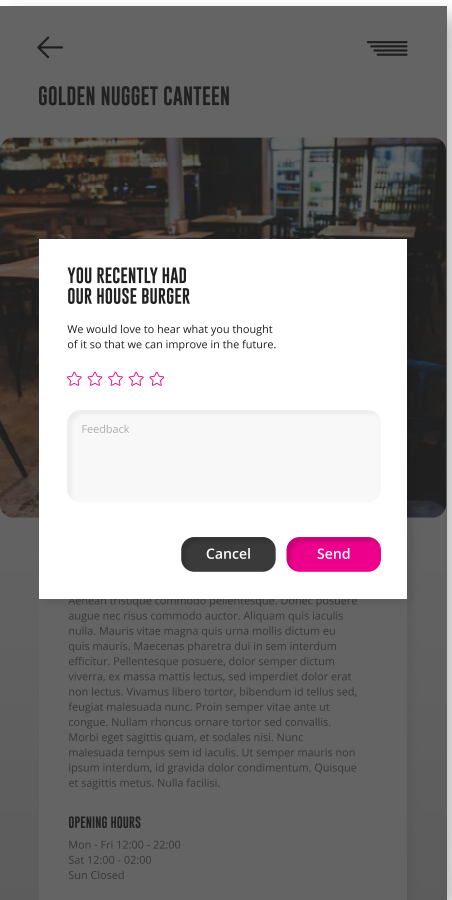 GOLDEN NUGGET CANTEEN
YOU RECENTLY HAD
OUR HOUSE BURGER
We would love to hear what you thought
of it so that we can improve in the future.
Feedback
Cancel
Send
Aenean tristique commodo pellentesque. Donec posuere
augue nec risus commodo auctor. Aliquam quis iaculis
nulla. Mauris vitae magna quis urna mollis dictum eu
quis mauris. Maecenas pharetra dui in sem interdum
efficitur. Pellentesque posuere, dolor semper dictum
viverra, ex massa mattis lectus, sed imperdiet dolor erat
non lectus. Vivamus libero tortor, bibendum id tellus sed,
feugiat malesuada nunc. Proin semper vitae ante ut
congue. Nullam rhoncus ornare tortor sed convallis.
Morbi eget sagittis quam, et sodales nisi. Nunc
malesuada tempus sem id iaculis. Ut semper mauris non
ipsum interdum, id gravida dolor condimentum. Quisque
et sagittis metus. Nulla facilisi.
OPENING HOURS
Mon - Fri 12:00 - 22:00
Sat 12:00 - 02:00
Sun Closed